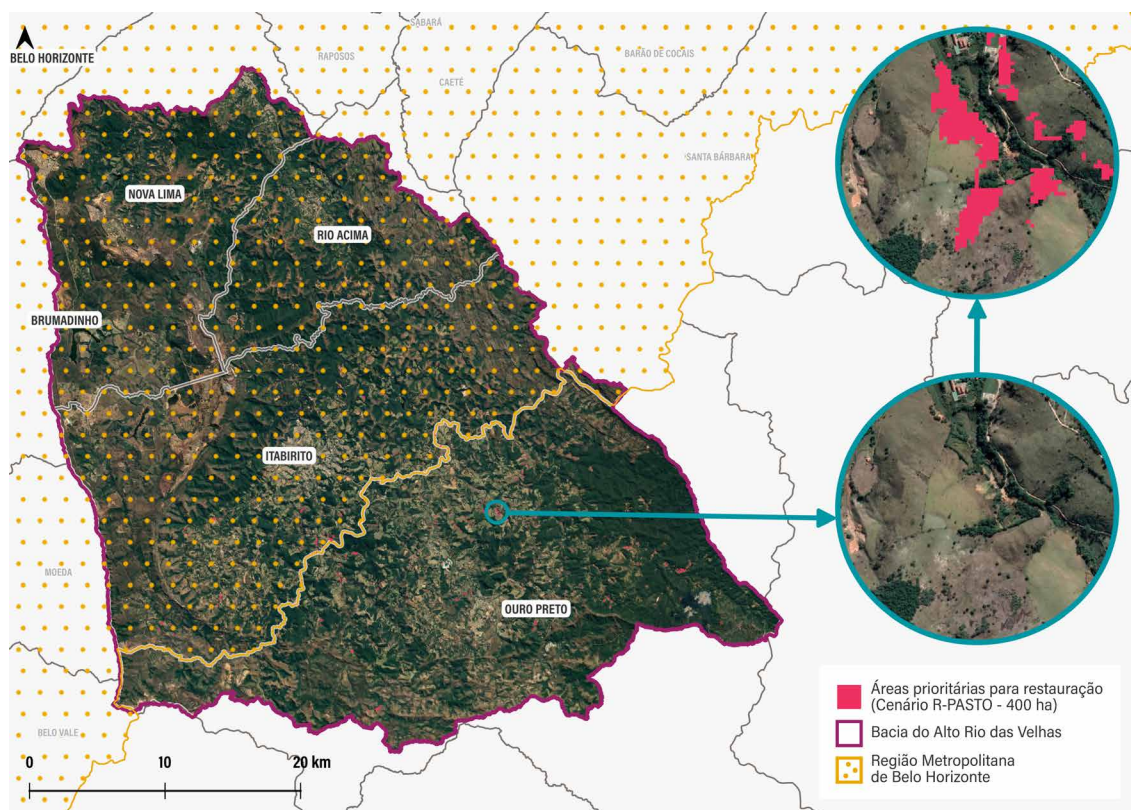 SABARÁ
BELO HORIZONTE
RAPOSOS
BARÃO DE COCAIS
CAETÉ
SANTA BÁRBARA
NOVA LIMA
RIO ACIMA
BRUMADINHO
ITABIRITO
MOEDA
OURO PRETO
BELO VALE
0
10
20 km
Áreas prioritárias para restauração
(Cenário R-PASTO - 400 ha)
Bacia do Alto Rio das Velhas
Região Metropolitana
de Belo Horizonte